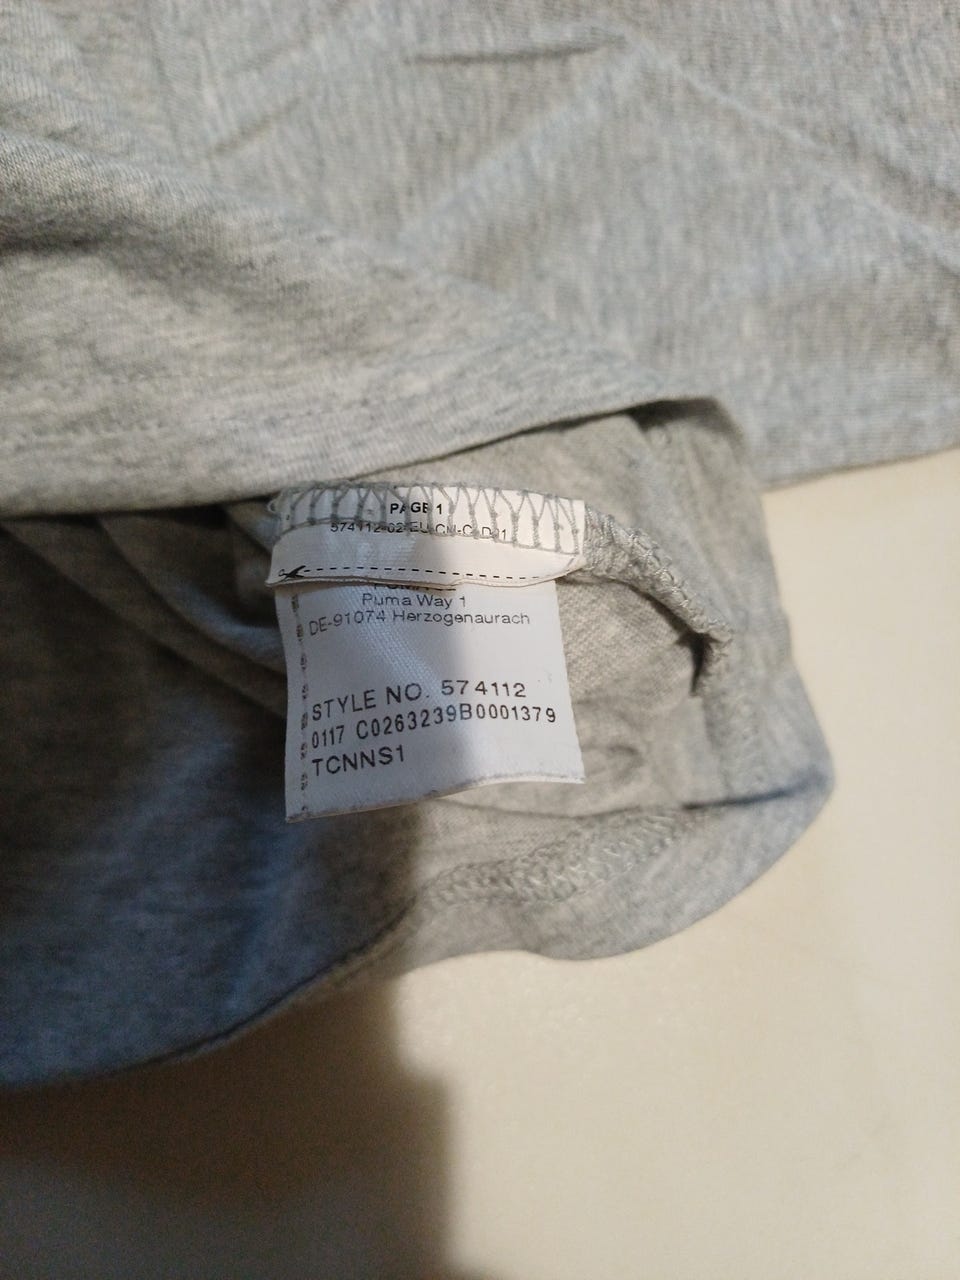 PAGE 1
Puma Way 1
DE-91074 Herzogenaurach
STYLE NO. 574112
0117 C0263239B0001379
TCNNS1